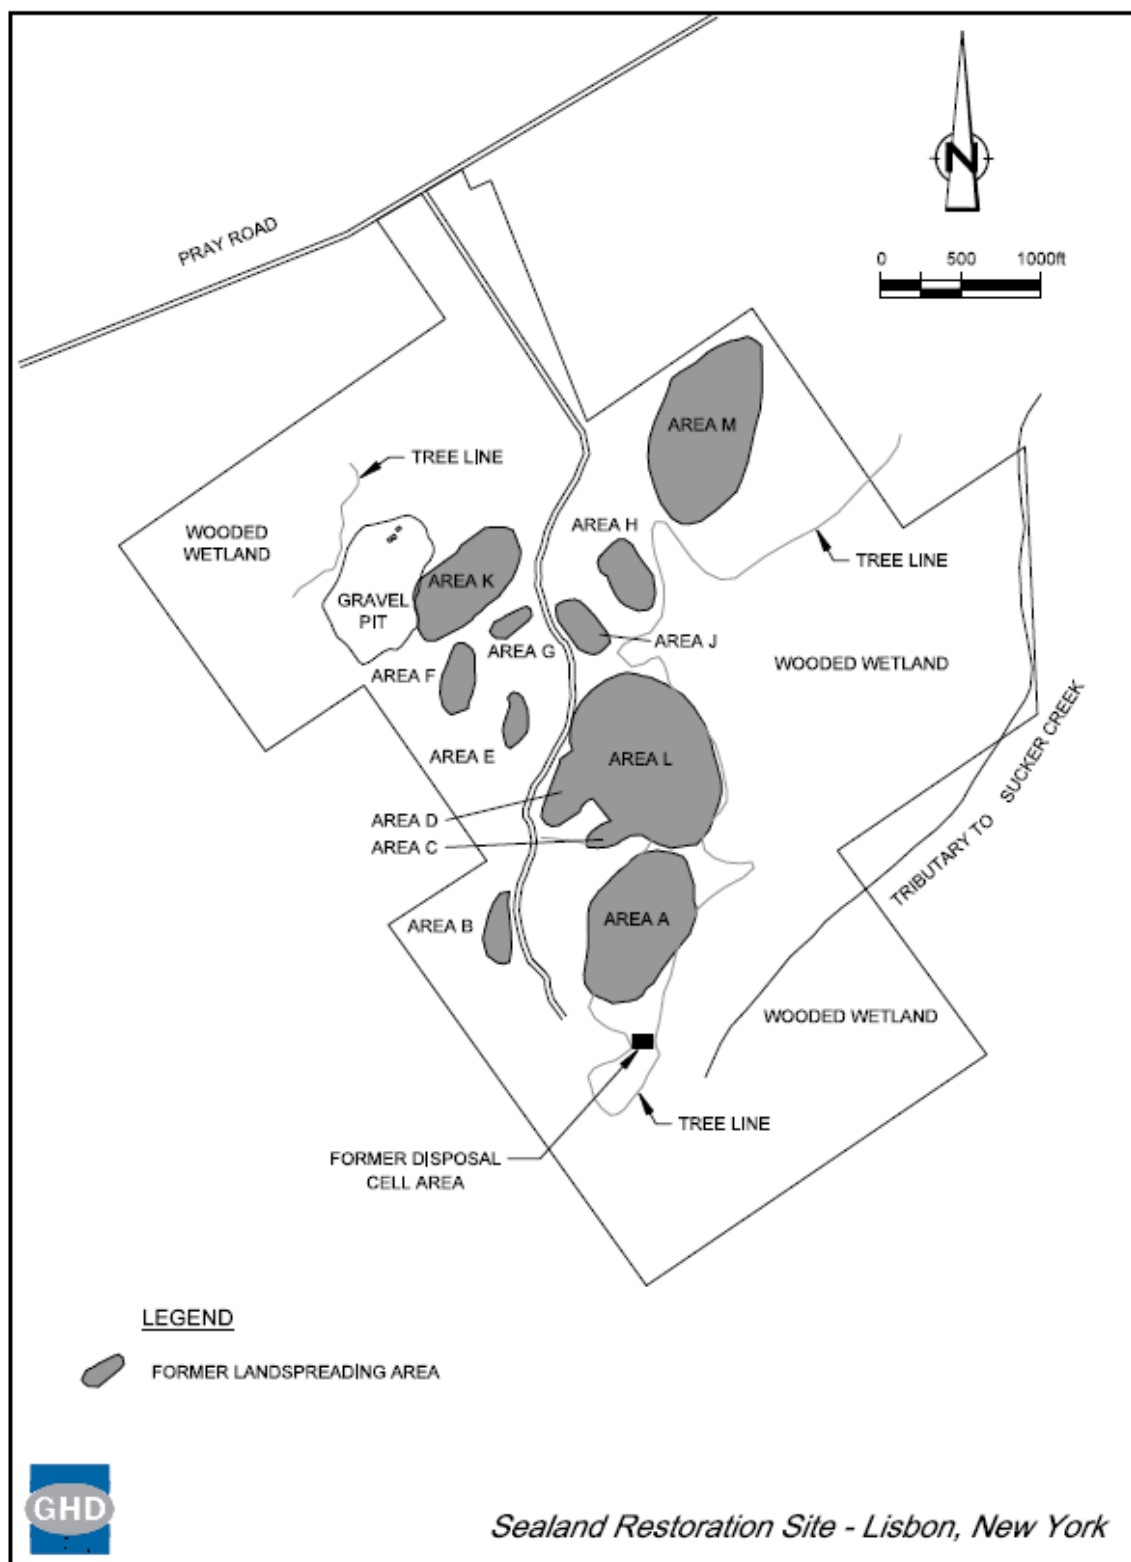 N
PRAY ROAD
0 500 1000ft
AREA M
TREE LINE
WOODED
WETLAND
AREA H
TREE LINE
AREA K
GRAVEL
PIT
AREA G
AREA J
WOODED WETLAND
AREA F
AREA E
AREA L
TRIBUTARY TO SUCKER CREEK
AREA D
AREA C
AREA B
AREA A
WOODED WETLAND
TREE LINE
FORMER DISPOSAL
CELL AREA
LEGEND
FORMER LANDSPREADING AREA
GHD
Sealand Restoration Site - Lisbon, New York